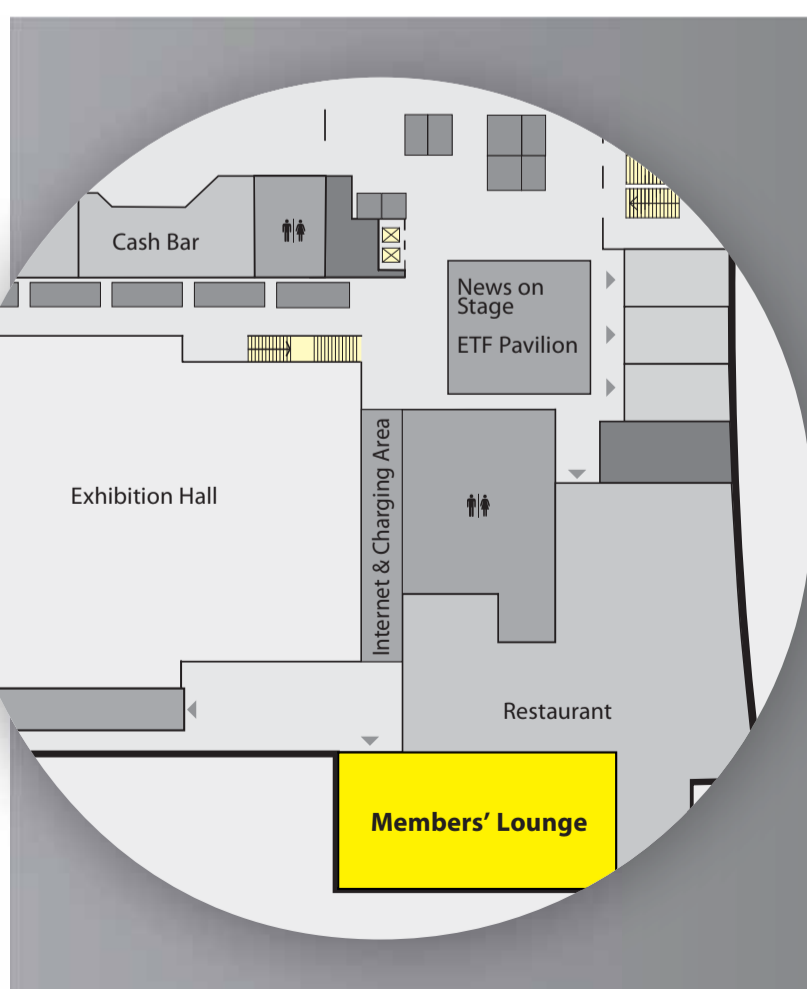 Cash Bar
News on
Stage
ETF Pavilion
Exhibition Hall
Internet & Charging Area
Restaurant
Members’ Lounge